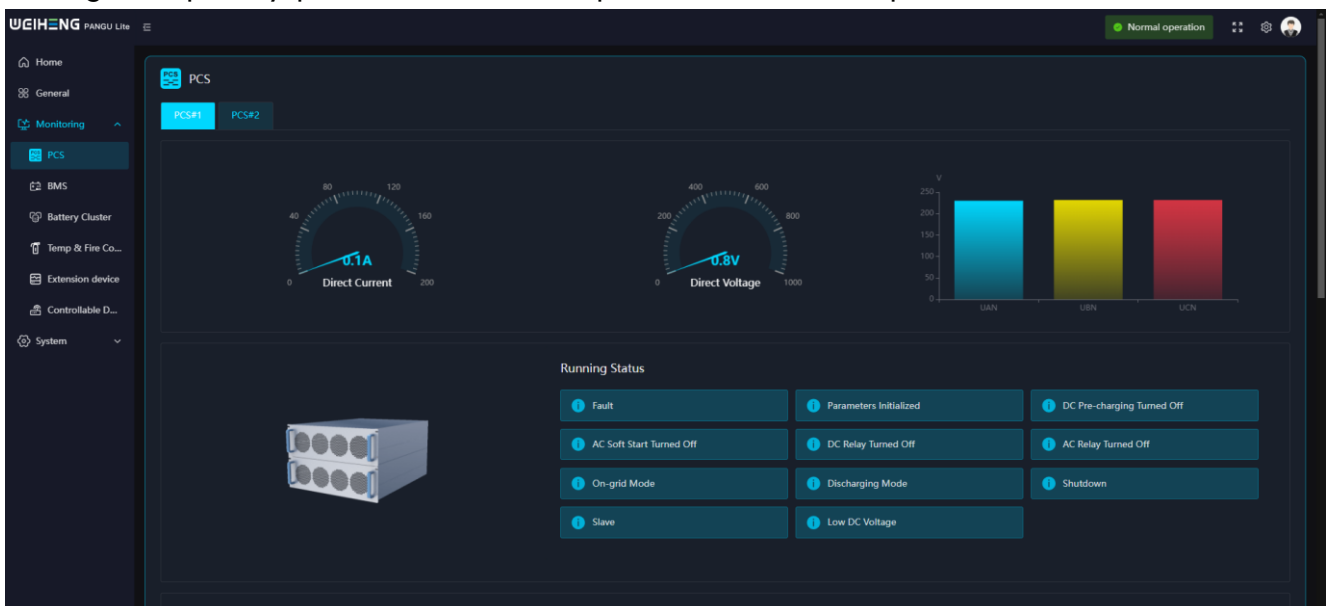 WEIHENG PANGU Lite
Normal operation
Home
General
Monitoring
PCS
BMS
Battery Cluster
Temp & Fire Co...
Extension device
Controllable D...
System
PCS
PCS
PCS#1 PCS#2
0 40 80 120 160 200
0.1A
Direct Current
0 200 400 600 800 1000
0.8V
Direct Voltage
V
250
200
150
100
50
0
UAN UBN UCN
Running Status
Fault
Parameters Initialized
DC Pre-charging Turned Off
AC Soft Start Turned Off
DC Relay Turned Off
AC Relay Turned Off
On-grid Mode
Discharging Mode
Shutdown
Slave
Low DC Voltage